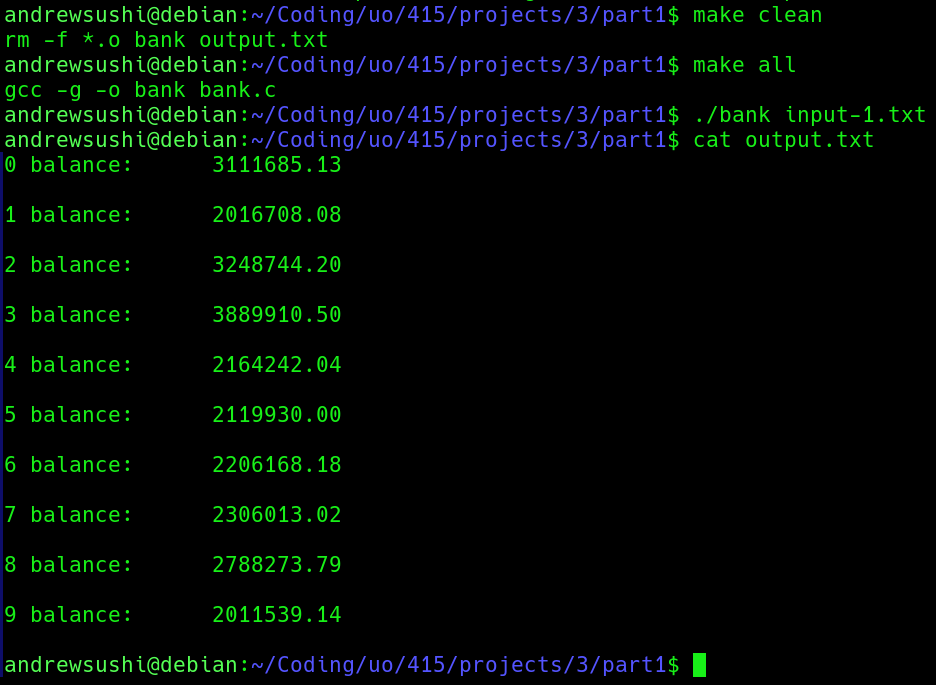 andrewsushi@debian:~/Coding/uo/415/projects/3/part1$ make clean
rm -f *.o bank output.txt
andrewsushi@debian:~/Coding/uo/415/projects/3/part1$ make all
gcc -g -o bank bank.c
andrewsushi@debian:~/Coding/uo/415/projects/3/part1$ ./bank input-1.txt
andrewsushi@debian:~/Coding/uo/415/projects/3/part1$ cat output.txt
0 balance:      3111685.13
1 balance:      2016708.08
2 balance:      3248744.20
3 balance:      3889910.50
4 balance:      2164242.04
5 balance:      2119930.00
6 balance:      2206168.18
7 balance:      2306013.02
8 balance:      2788273.79
9 balance:      2011539.14
andrewsushi@debian:~/Coding/uo/415/projects/3/part1$